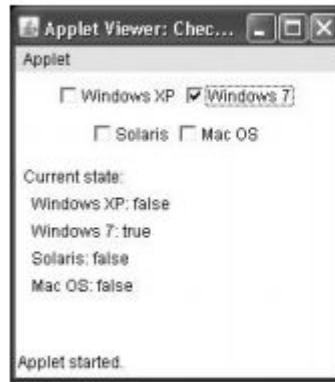 Applet Viewer: Chec...
Applet
Windows XP Windows 7
Solaris Mac OS
Current state:
Windows XP: false
Windows 7: true
Solaris: false
Mac OS: false
Applet started.